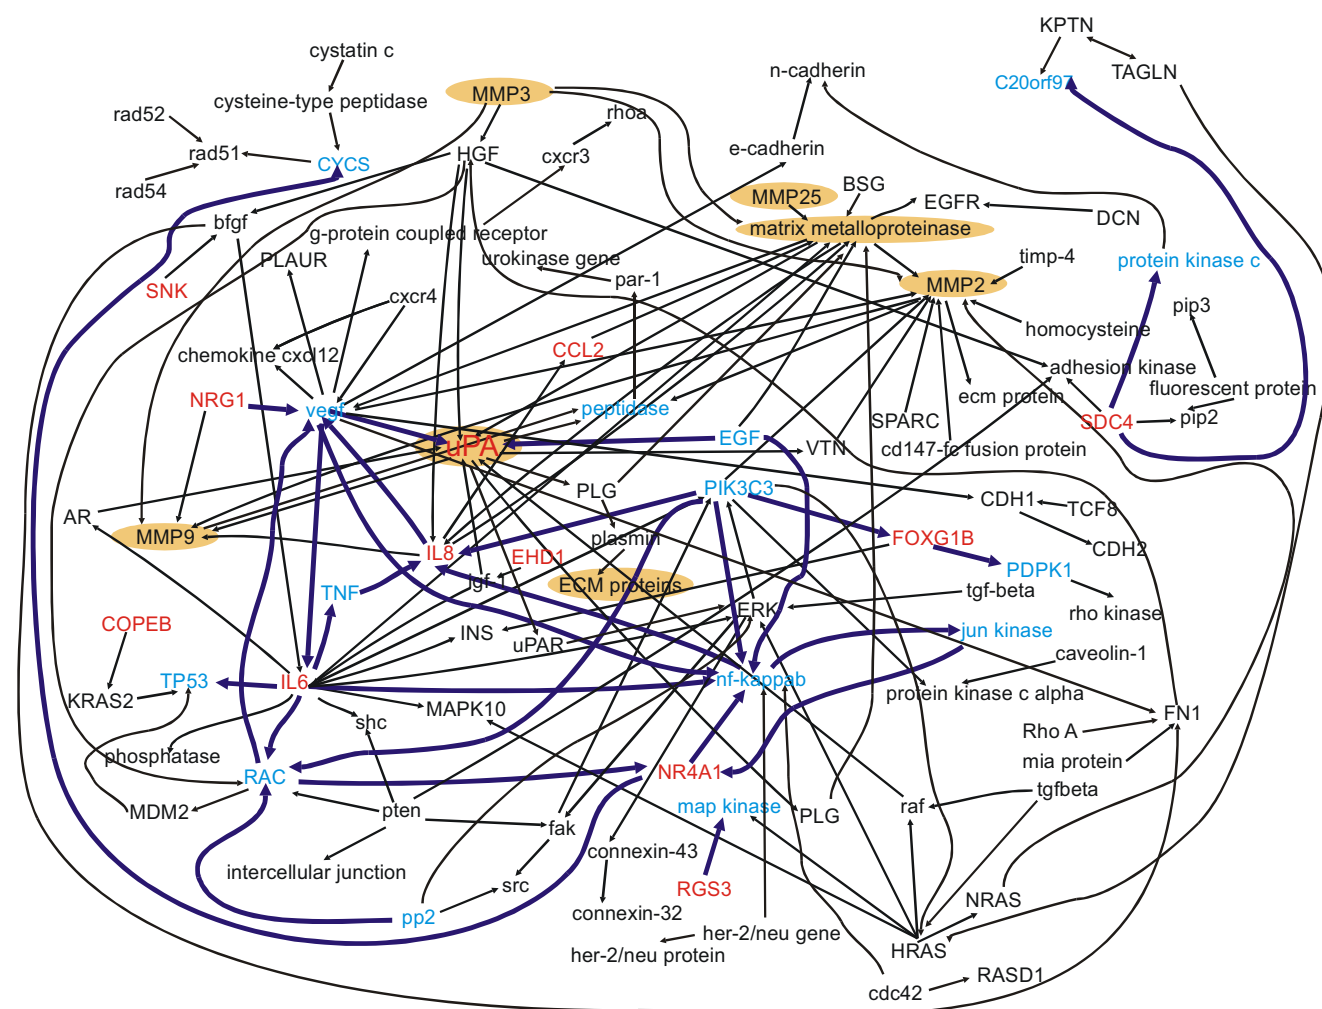 KPTN
cystatin c
n-cadherin
TAGLN
C20orf97
MMP3
cysteine-type peptidase
rad52
rhoa
rad51
HGF
cxcr3
e-cadherin
CYCS
rad54
MMP25
BSG
EGFR
DCN
bfgf
g-protein coupled receptor
matrix metalloproteinase
PLAUR
urokinase gene
timp-4
protein kinase c
SNK
par-1
MMP2
cxcr4
pip3
homocysteine
chemokine cxcl12
CCL2
adhesion kinase
fluorescent protein
NRG1
vegf
peptidase
ecm protein
SPARC
SDC4
pip2
uPA
EGF
VTN
cd147-fc fusion protein
PLG
PIK3C3
CDH1
TCF8
AR
MMP9
plasmin
FOXG1B
CDH2
IL8
EHD1
igf-1
ECM proteins
PDPK1
TNF
tgf-beta
ERK
rho kinase
COPEB
INS
uPAR
jun kinase
caveolin-1
TP53
IL6
nf-kappab
protein kinase c alpha
KRAS2
MAPK10
shc
FN1
Rho A
phosphatase
mia protein
RAC
NR4A1
tgfbeta
MDM2
pten
map kinase
PLG
raf
fak
connexin-43
intercellular junction
src
RGS3
NRAS
pp2
connexin-32
her-2/neu gene
her-2/neu protein
HRAS
RASD1
cdc42